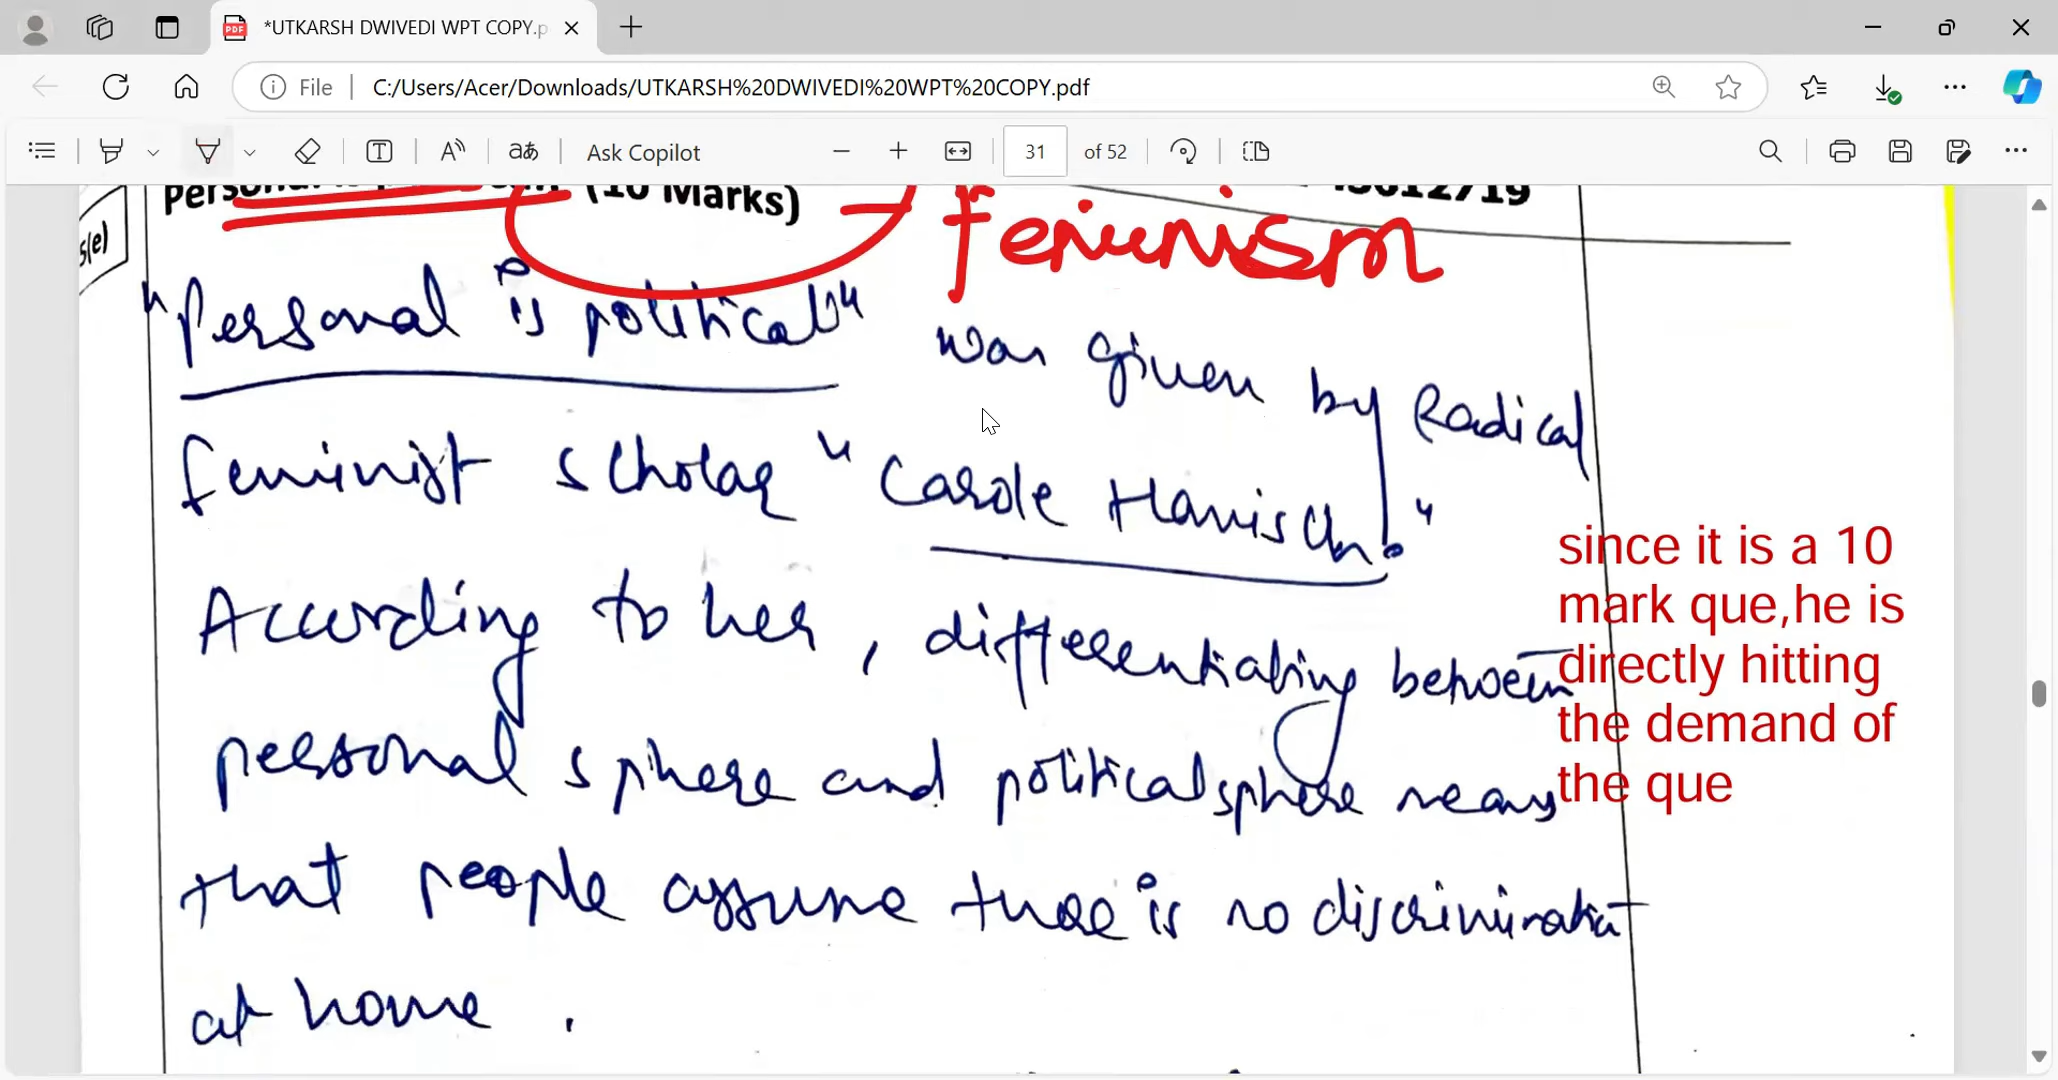 *UTKARSH DWIVEDI WPT COPY.p
File
C:/Users/Acer/Downloads/UTKARSH%20DWIVEDI%20WPT%20COPY.pdf
Ask Copilot
31 of 52
(10 Marks)
feminism
5(e)
"Personal is political" was given by Radical
feminist scholar "Carole Hanisch."
According to her, differentiating between
personal sphere and political sphere means
that people assume there is no discrimination
at home.
since it is a 10
mark que,he is
directly hitting
the demand of
the que